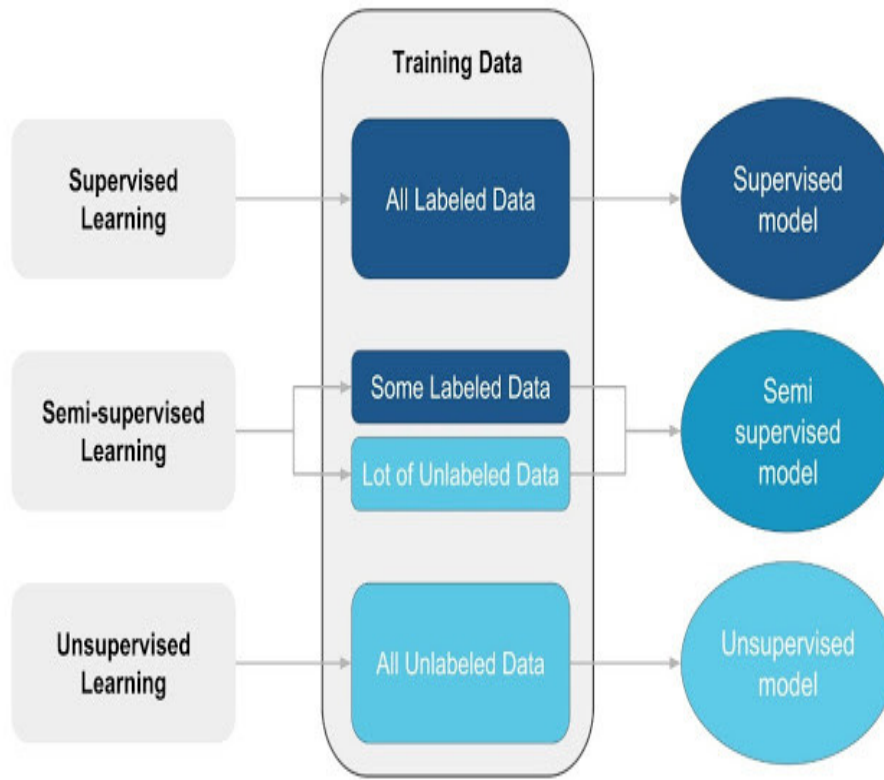 Training Data
Supervised
Learning
All Labeled Data
Supervised
model
Semi-supervised
Learning
Some Labeled Data
Lot of Unlabeled Data
Semi
supervised
model
Unsupervised
Learning
All Unlabeled Data
Unsupervised
model